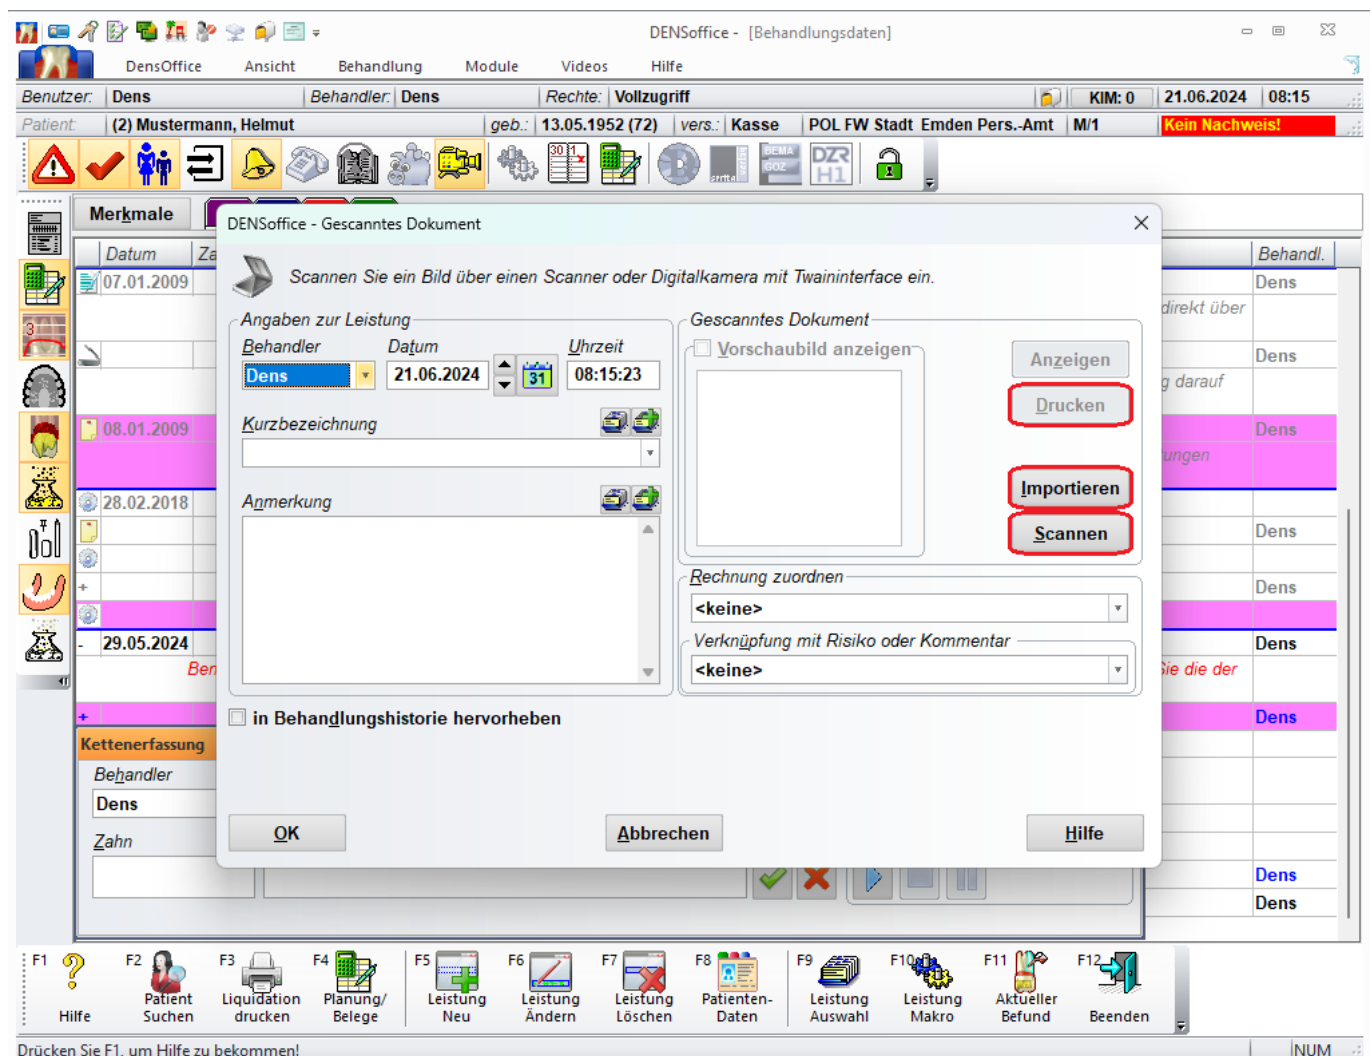 DENSoffice - [Behandlungsdaten]
DensOffice Ansicht Behandlung Module Videos Hilfe
Benutzer: Dens Behandler: Dens Rechte: Vollzugriff KIM: 0 21.06.2024 08:15
Patient: (2) Mustermann, Helmut geb.: 13.05.1952 (72) vers.: Kasse POL FW Stadt Emden Pers.-Amt M/1 Kein Nachweis!
30 1 BEMA GOZ DZR H1
Merkmale
DENSoffice - Gescanntes Dokument
Datum Behandl.
Scannen Sie ein Bild über einen Scanner oder Digitalkamera mit Twaininterface ein.
07.01.2009 Dens
direkt über
Angaben zur Leistung Gescanntes Dokument
Behandler Datum Uhrzeit Vorschaubild anzeigen Anzeigen
Dens 31 21.06.2024 08:15:23
Dens
darauf
Drucken
Kurzbezeichnung
08.01.2009 Dens
ungen
Importieren
Anmerkung
28.02.2018
Scannen
Dens
Rechnung zuordnen
Dens
<keine>
Verknüpfung mit Risiko oder Kommentar
29.05.2024 Dens
<keine>
Sie die der
in Behandlungshistorie hervorheben
Dens
Kettenerfassung
Behandler
Dens
Zahn
OK Abbrechen Hilfe
Dens
Dens
F1 F2 F3 F4 F5 F6 F7 F8 F9 F10 F11 F12
Patient Liquidation Planung/ Leistung Leistung Leistung Patienten- Leistung Leistung Aktueller
Hilfe Suchen drucken Belege Neu Ändern Löschen Daten Auswahl Makro Befund Beenden
Drücken Sie F1, um Hilfe zu bekommen! NUM